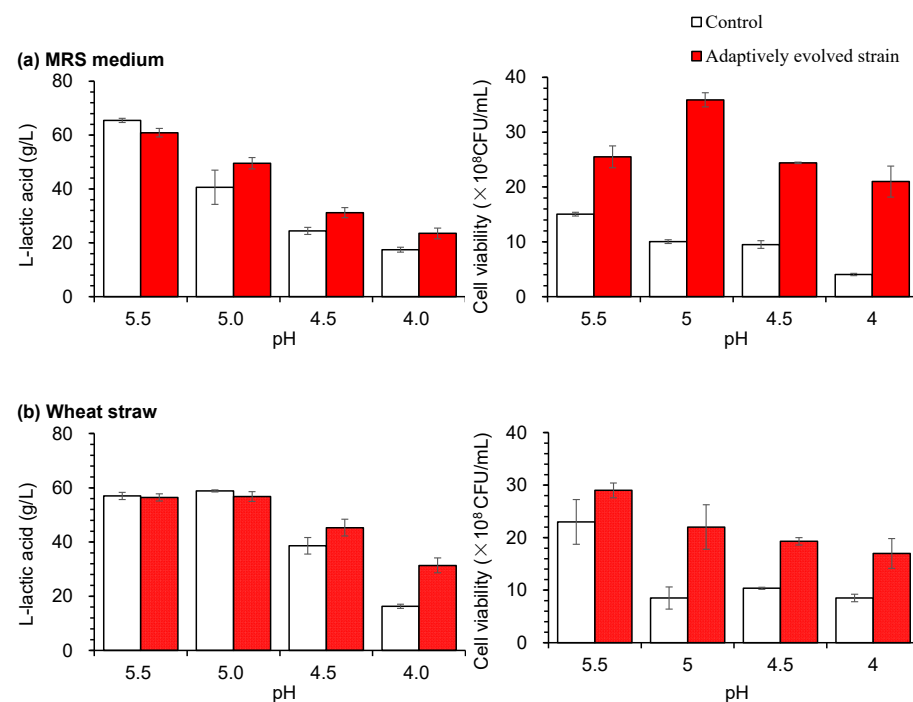 Control
Adaptively evolved strain
(a) MRS medium
80
60
40
20
0
L-lactic acid (g/L)
5.5 5.0 4.5 4.0
pH
40
30
20
10
0
Cell viability (×10⁸CFU/mL)
5.5 5 4.5 4
pH
(b) Wheat straw
80
60
40
20
0
L-lactic acid (g/L)
5.5 5.0 4.5 4.0
pH
40
30
20
10
0
Cell viability (×10⁸CFU/mL)
5.5 5 4.5 4
pH